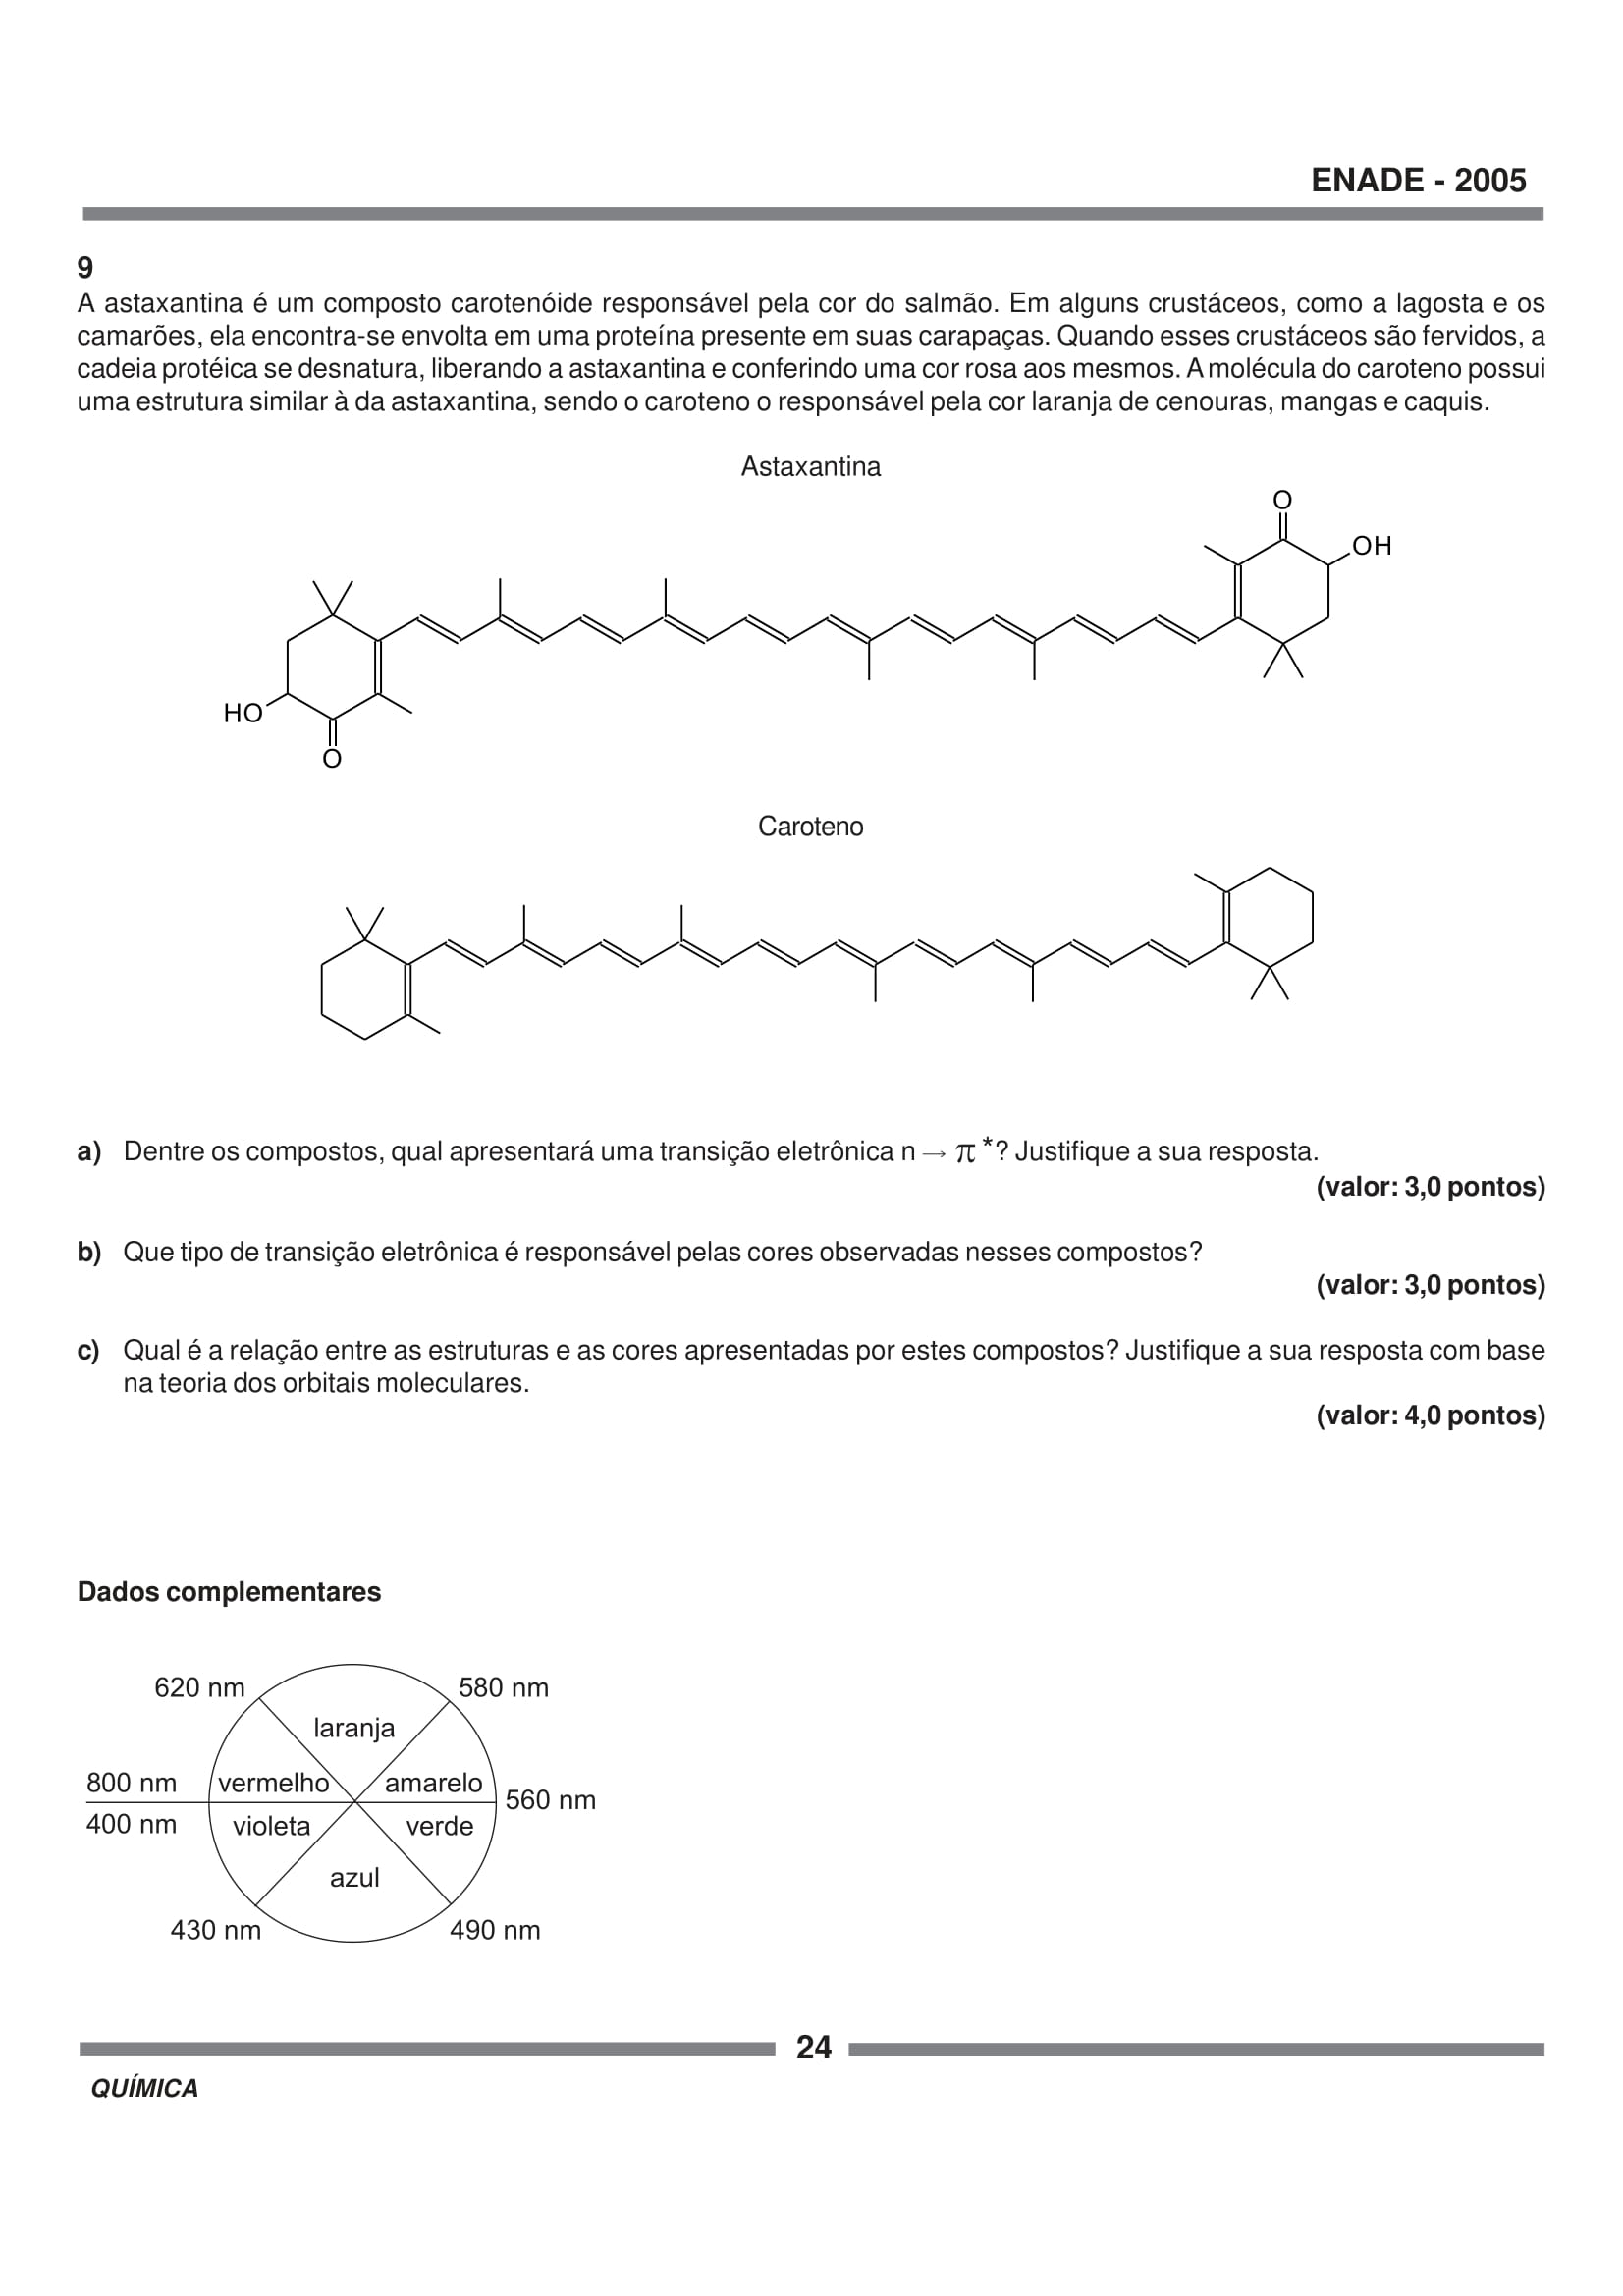 ENADE - 2005
9
A astaxantina é um composto carotenóide responsável pela cor do salmão. Em alguns crustáceos, como a lagosta e os
camarões, ela encontra-se envolta em uma proteína presente em suas carapaças. Quando esses crustáceos são fervidos, a
cadeia protéica se desnatura, liberando a astaxantina e conferindo uma cor rosa aos mesmos. A molécula do caroteno possui
uma estrutura similar à da astaxantina, sendo o caroteno o responsável pela cor laranja de cenouras, mangas e caquis.
Astaxantina
O
OH
HO
O
Caroteno
a) Dentre os compostos, qual apresentará uma transição eletrônica n → π *? Justifique a sua resposta.
(valor: 3,0 pontos)
b) Que tipo de transição eletrônica é responsável pelas cores observadas nesses compostos?
(valor: 3,0 pontos)
c) Qual é a relação entre as estruturas e as cores apresentadas por estes compostos? Justifique a sua resposta com base
na teoria dos orbitais moleculares.
(valor: 4,0 pontos)
Dados complementares
620 nm 580 nm
laranja
800 nm vermelho amarelo 560 nm
400 nm violeta verde
azul
430 nm 490 nm
24
QUÍMICA